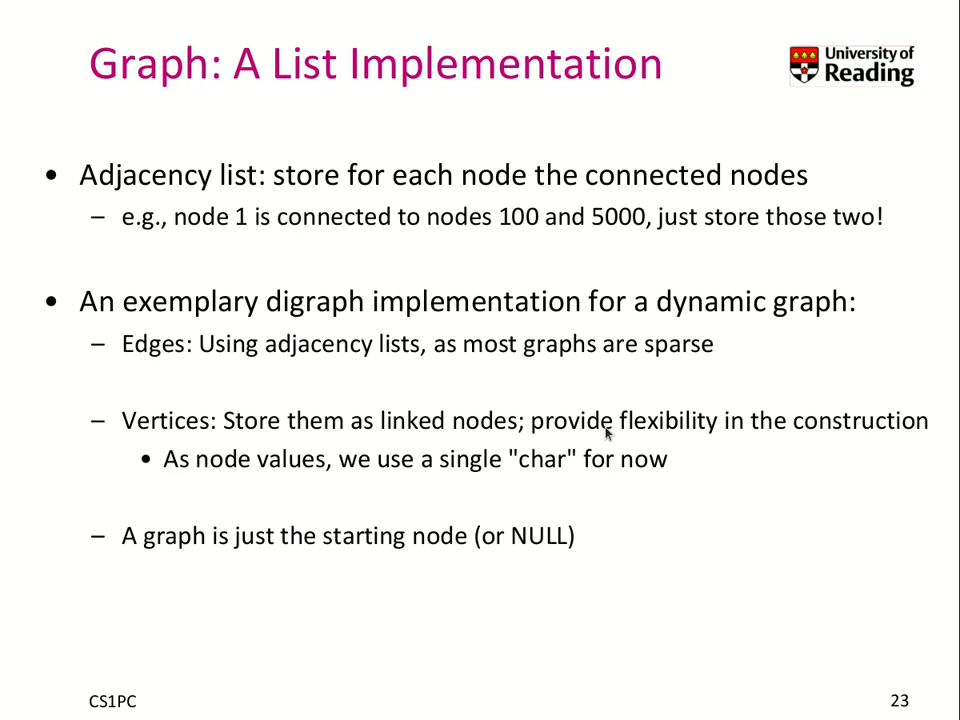 Graph: A List Implementation
University of
Reading
• Adjacency list: store for each node the connected nodes
– e.g., node 1 is connected to nodes 100 and 5000, just store those two!
• An exemplary digraph implementation for a dynamic graph:
– Edges: Using adjacency lists, as most graphs are sparse
– Vertices: Store them as linked nodes; provide flexibility in the construction
• As node values, we use a single "char" for now
– A graph is just the starting node (or NULL)
CS1PC
23